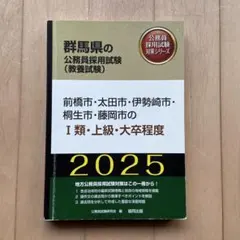 群馬県の
公務員採用試験
(教養試験)
公務員
採用試験
対策シリーズ
前橋市・太田市・伊勢崎市・
桐生市・藤岡市の
Ⅰ類・上級・大卒程度
2025
地方公務員採用試験対策はこの一冊から!
公務員試験研究会 編 協同出版